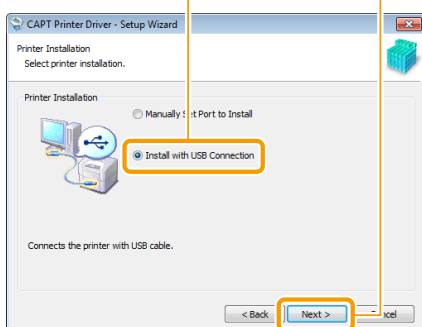 CAPT Printer Driver - Setup Wizard
Printer Installation
Select printer installation.
Printer Installation
Manually Set Port to Install
Install with USB Connection
Connects the printer with USB cable.
< Back
Next >
Cancel